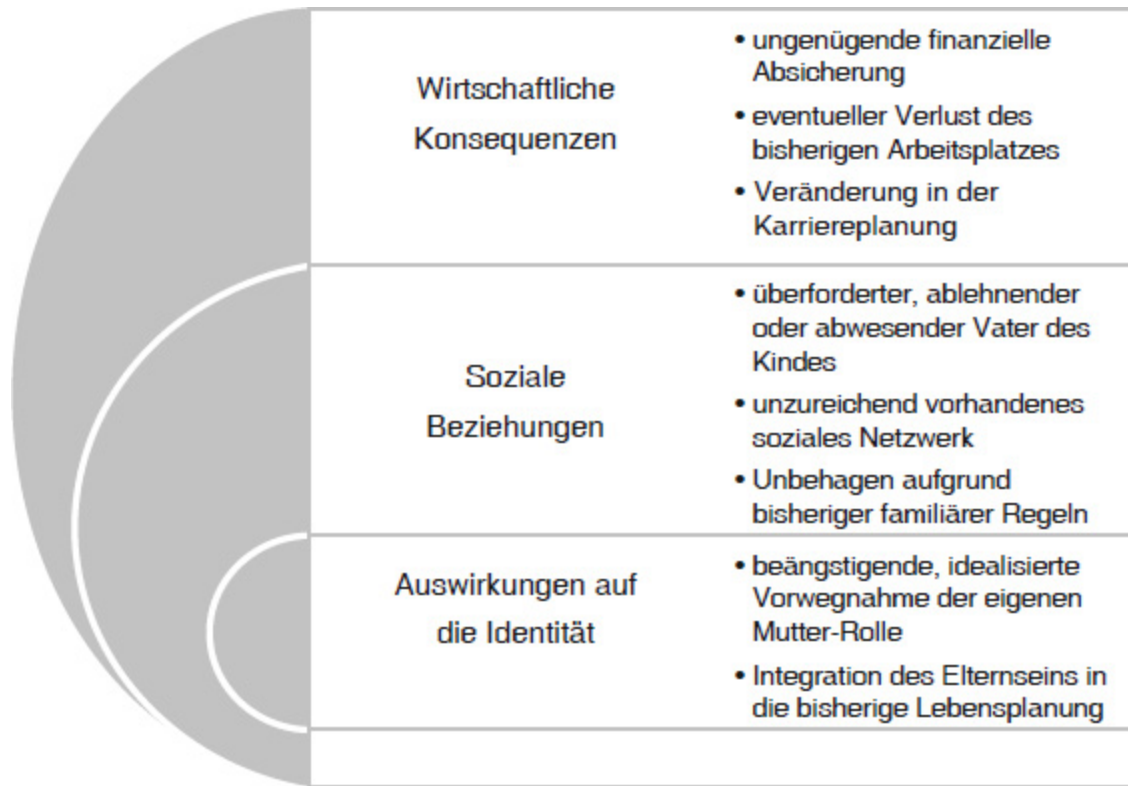 Wirtschaftliche
Konsequenzen
• ungenügende finanzielle
Absicherung
• eventueller Verlust des
bisherigen Arbeitsplatzes
• Veränderung in der
Karriereplanung
Soziale
Beziehungen
• überforderter, ablehnender
oder abwesender Vater des
Kindes
• unzureichend vorhandenes
soziales Netzwerk
• Unbehagen aufgrund
bisheriger familiärer Regeln
Auswirkungen auf
die Identität
• beängstigende, idealisierte
Vorwegnahme der eigenen
Mutter-Rolle
• Integration des Elternseins in
die bisherige Lebensplanung